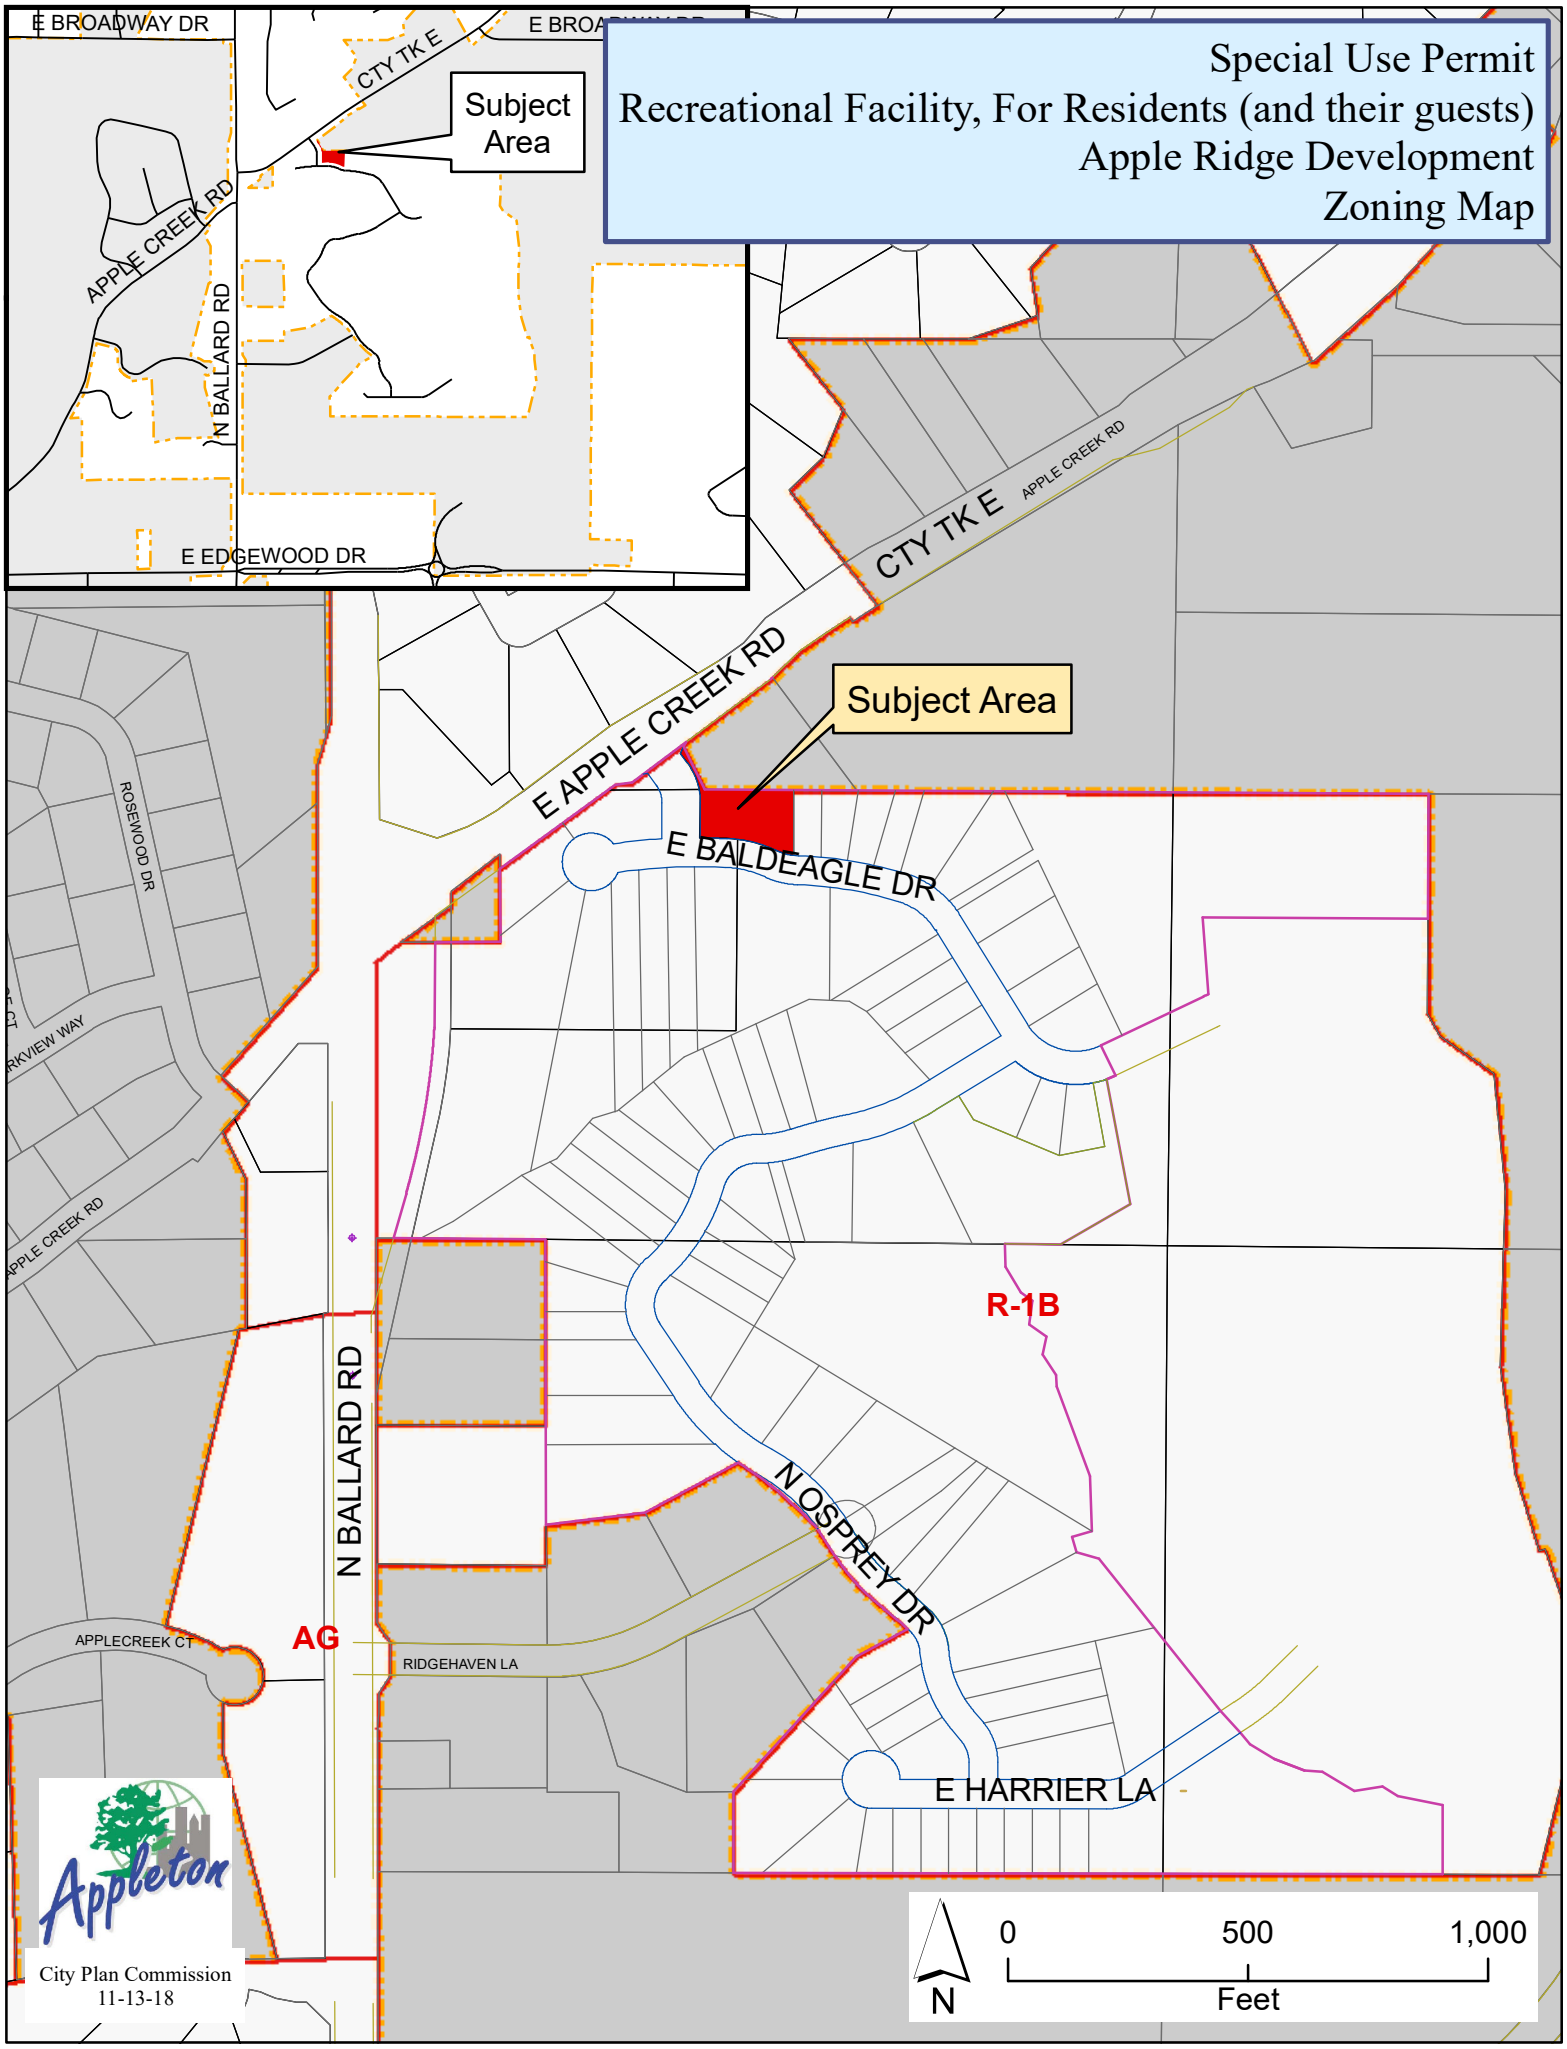 E BROADWAY DR
CTY TK E
Subject
Area
APPLE CREEK RD
N BALLARD RD
E EDGEWOOD DR
Special Use Permit
Recreational Facility, For Residents (and their guests)
Apple Ridge Development
Zoning Map
APPLE CREEK RD
CTY TK E
E APPLE CREEK RD
Subject Area
E BALDEAGLE DR
ROSEWOOD DR
APPLE CREEK RD
R-1B
N BALLARD RD
N OSPREY DR
AG
APPLECREEK CT
RIDGEHAVEN LA
E HARRIER LA
Appleton
City Plan Commission
11-13-18
N
0 500 1,000
Feet